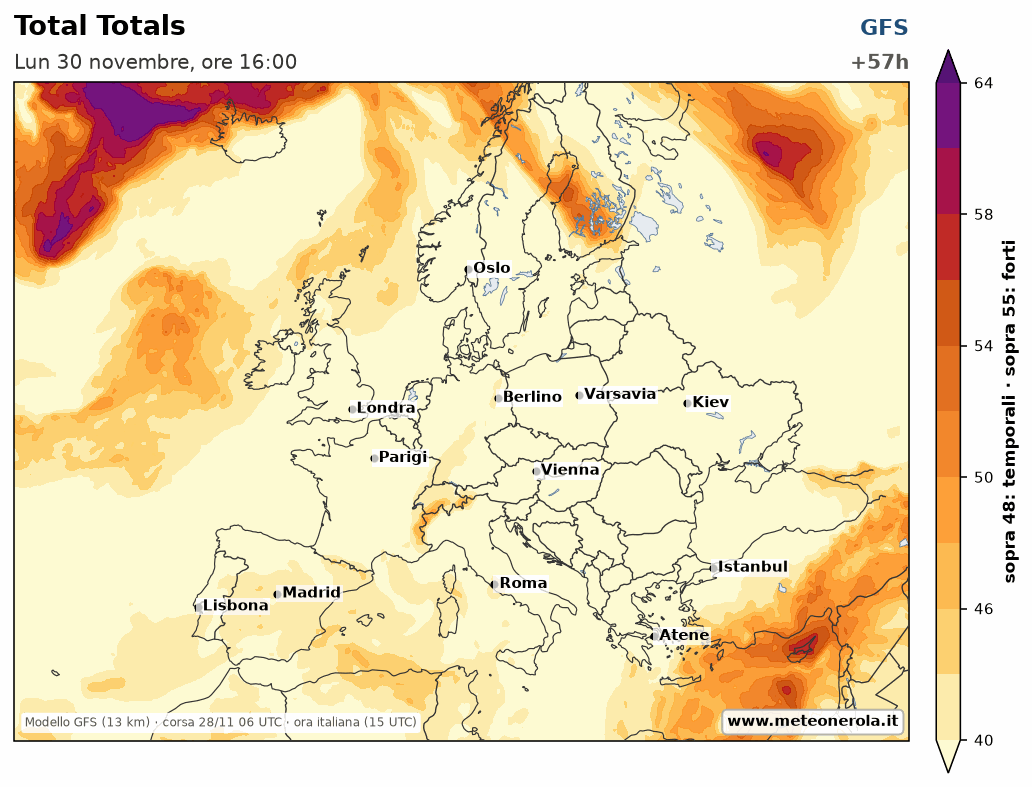 Total Totals
GFS
Lun 30 novembre, ore 16:00
+57h
64
58
54
50
46
40
sopra 48: temporali · sopra 55: forti
Oslo
Berlino
Varsavia
Kiev
Londra
Parigi
Vienna
Istanbul
Roma
Madrid
Lisbona
Atene
Modello GFS (13 km) · corsa 28/11 06 UTC · ora italiana (15 UTC)
www.meteonerola.it